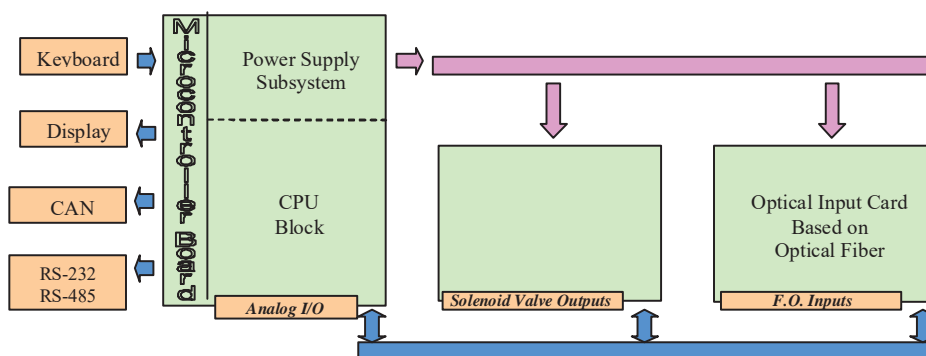 Kevboard
Display
CAN
RS-232
RS-485
Microcontroller Board
Power Supply
Subsystem
CPU
Block
Analog I/O
Solenoid Valve Outputs
Optical Input Card
Based on
Optical Fiber
F.O. Inputs